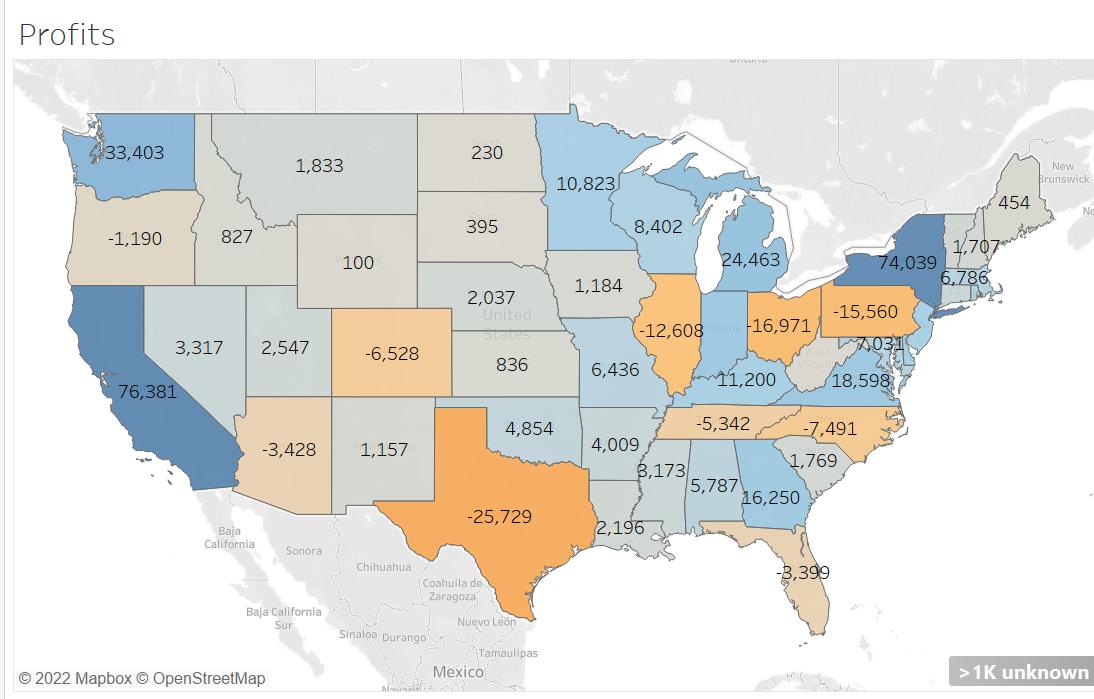 Profits
Ontario
33,403
1,833
230
10,823
New
Brunswick
454
-1,190
827
395
8,402
1,707
100
24,463
74,039
6,786
1,184
2,037
United
States
-12,608
Indiana
-16,971
-15,560
3,317
2,547
-6,528
836
7,031
West
Virginia
6,436
76,381
11,200
18,598
-3,428
1,157
4,854
-5,342
-7,491
4,009
1,769
3,173
5,787
16,250
-25,729
2,196
Baja
California
Sonora
Chihuahua
-3,399
Coahuila de
Zaragoza
Baja California
Sur
Nuevo León
Sinaloa
Durango
Tamaulipas
Mexico
Nayarit
© 2022 Mapbox © OpenStreetMap
>1K unknown